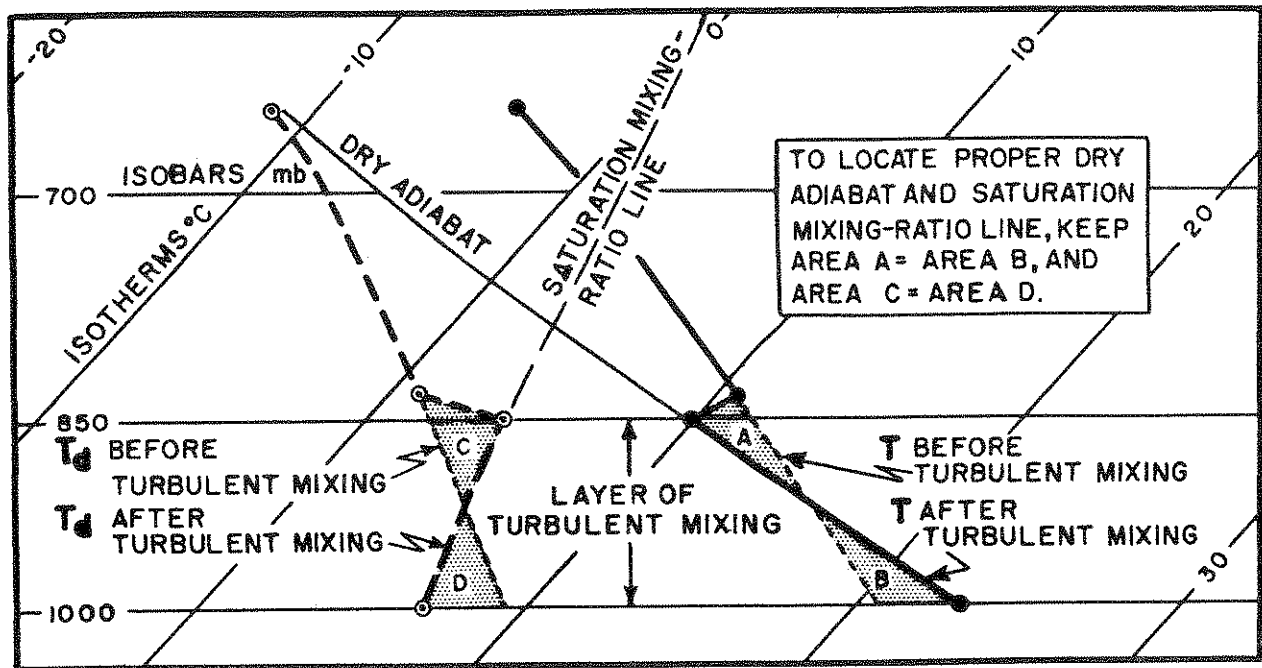 -20
-10
0
10
ISOBARS mb
DRY ADIABAT
SATURATION MIXING-
RATIO LINE
TO LOCATE PROPER DRY
ADIABAT AND SATURATION
MIXING-RATIO LINE, KEEP
AREA A = AREA B, AND
AREA C = AREA D.
700
ISOTHERMS °C
20
850
C
A
Td BEFORE
TURBULENT MIXING
T BEFORE
TURBULENT MIXING
LAYER OF
TURBULENT MIXING
Td AFTER
TURBULENT MIXING
T AFTER
TURBULENT MIXING
D
B
30
1000